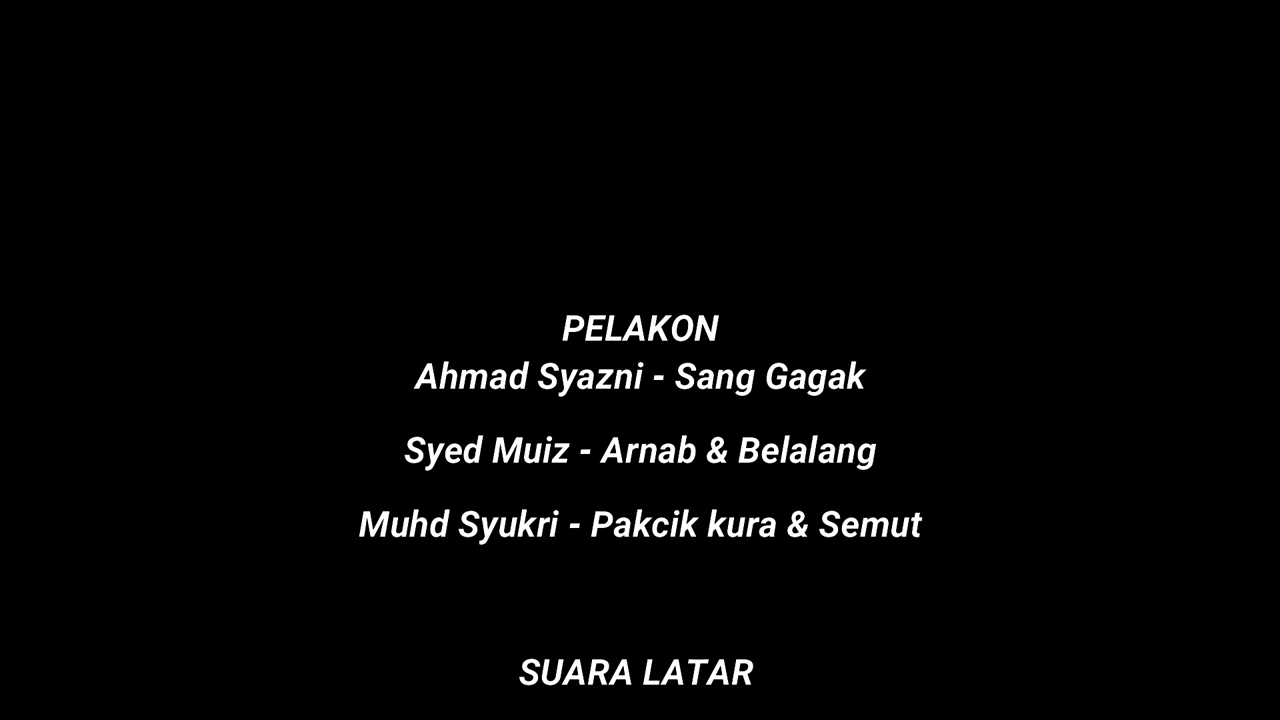 PELAKON
Ahmad Syazni - Sang Gagak
Syed Muiz - Arnab & Belalang
Muhd Syukri - Pakcik kura & Semut
SUARA LATAR